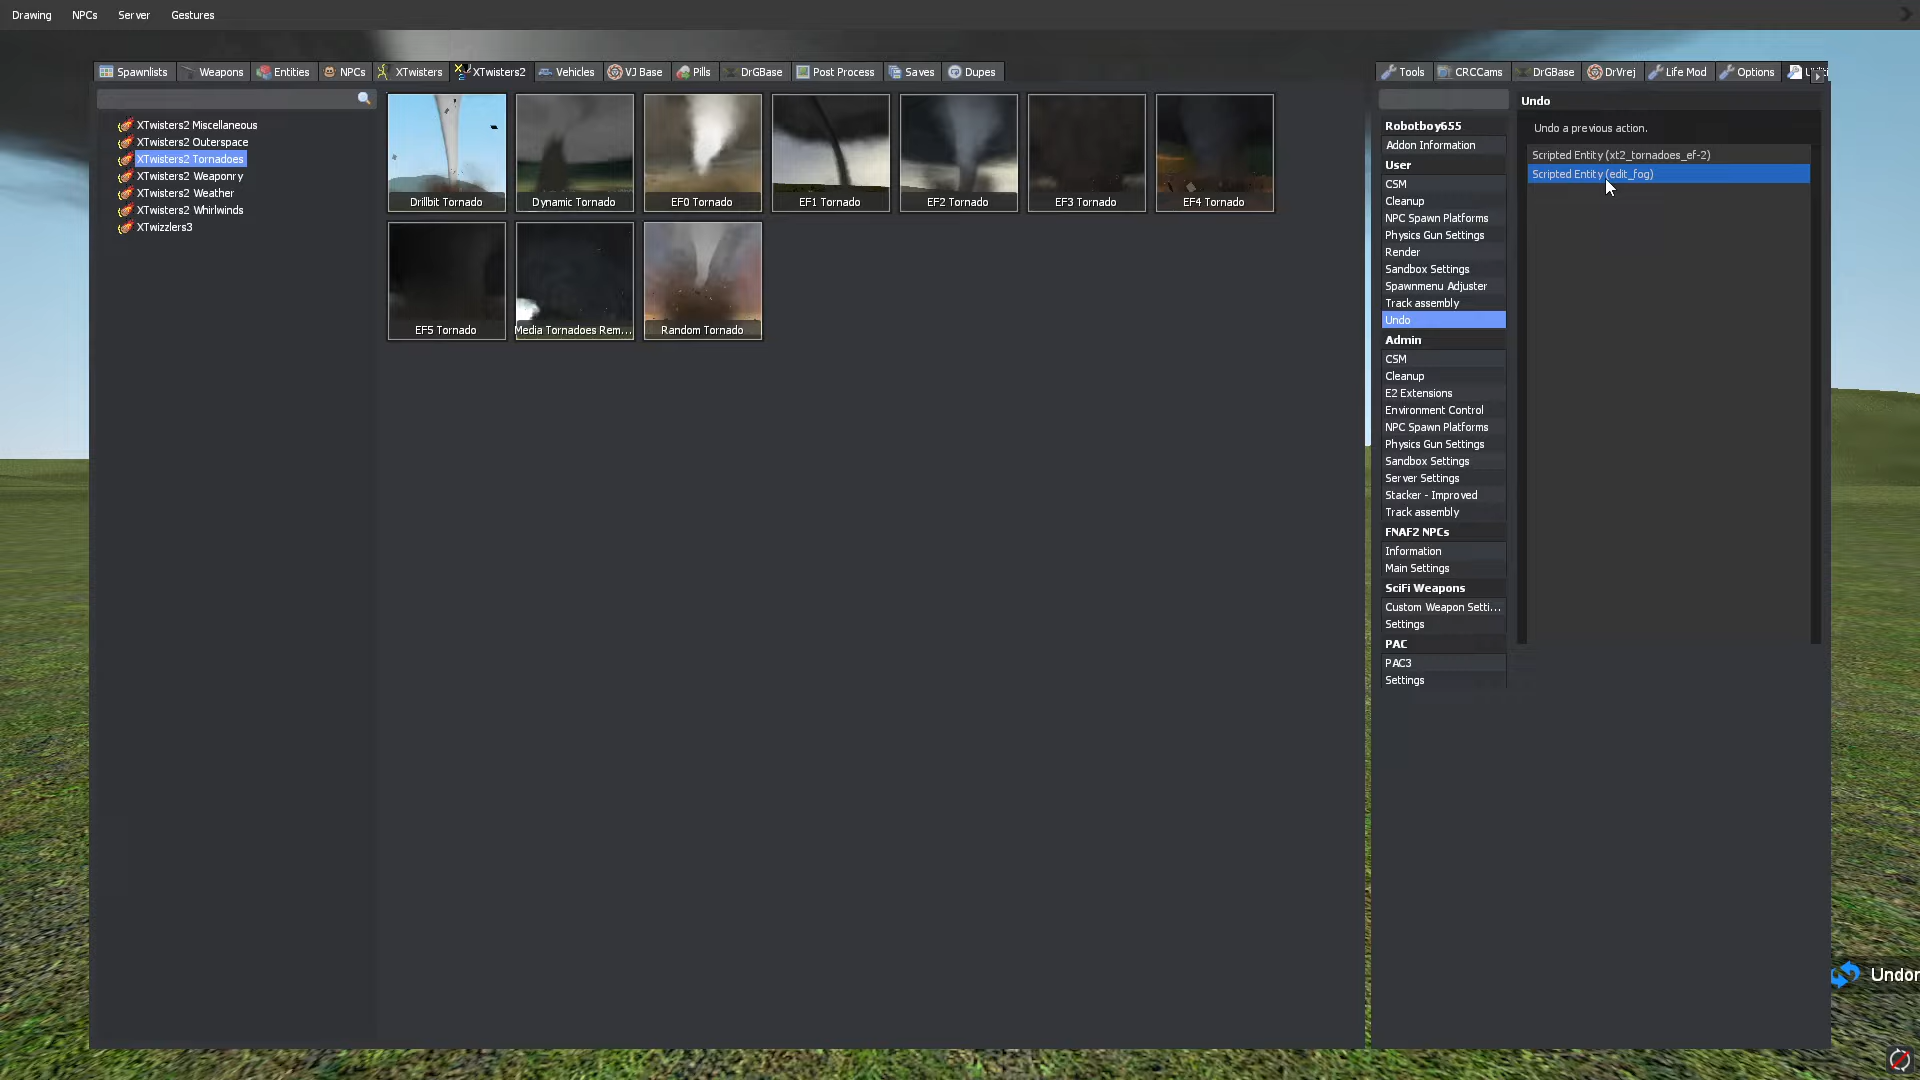 Drawing NPCs Server Gestures
Spawnlists Weapons Entities NPCs XTwisters XTwisters2 Vehicles VJ Base Pills DrGBase Post Process Saves Dupes
XTwisters2 Miscellaneous
XTwisters2 Outerspace
XTwisters2 Tornadoes
XTwisters2 Weaponry
XTwisters2 Weather
XTwisters2 Whirlwinds
XTwizzlers3
Drillbit Tornado
Dynamic Tornado
EF0 Tornado
EF1 Tornado
EF2 Tornado
EF3 Tornado
EF4 Tornado
EF5 Tornado
Media Tornadoes Rem...
Random Tornado
Tools CRCCams DrGBase DrVrej Life Mod Options
Robotboy655
Addon Information
User
CSM
Cleanup
NPC Spawn Platforms
Physics Gun Settings
Render
Sandbox Settings
Spawnmenu Adjuster
Track assembly
Undo
Admin
CSM
Cleanup
E2 Extensions
Environment Control
NPC Spawn Platforms
Physics Gun Settings
Sandbox Settings
Server Settings
Stacker - Improved
Track assembly
FNAF2 NPCs
Information
Main Settings
SciFi Weapons
Custom Weapon Setti...
Settings
PAC
PAC3
Settings
Undo
Undo a previous action.
Scripted Entity (xt2_tornadoes_ef-2)
Scripted Entity (edit_fog)